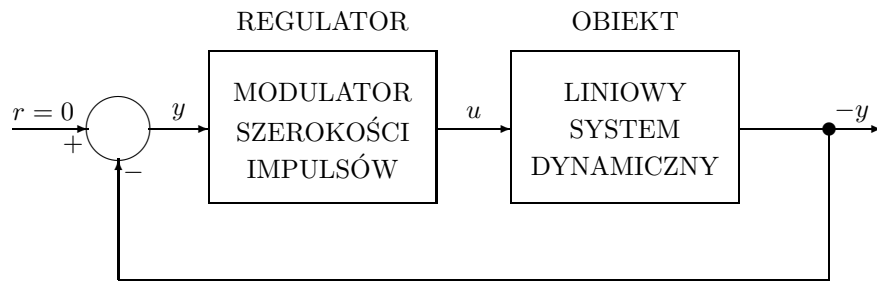 REGULATOR
OBIEKT
r = 0
+
−
y
MODULATOR
SZEROKOŚCI
IMPULSÓW
u
LINIOWY
SYSTEM
DYNAMICZNY
−y